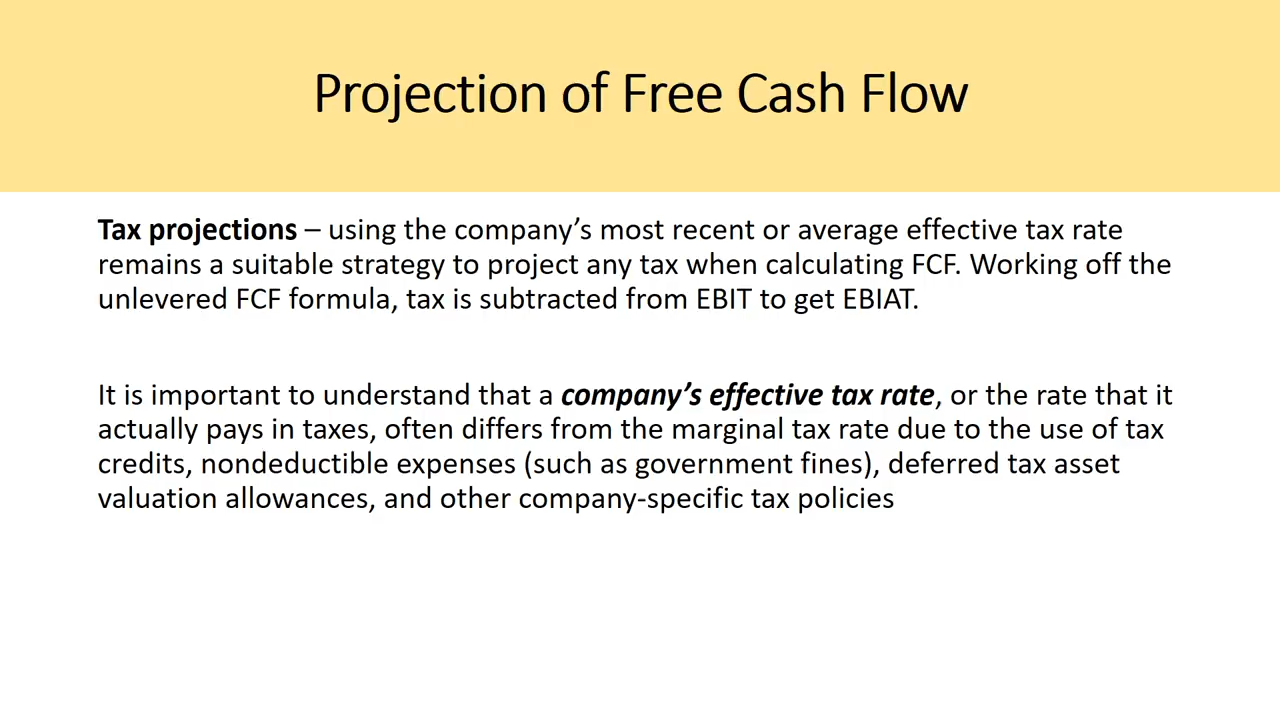 Projection of Free Cash Flow
Tax projections – using the company’s most recent or average effective tax rate
remains a suitable strategy to project any tax when calculating FCF. Working off the
unlevered FCF formula, tax is subtracted from EBIT to get EBIAT.
It is important to understand that a company’s effective tax rate, or the rate that it
actually pays in taxes, often differs from the marginal tax rate due to the use of tax
credits, nondeductible expenses (such as government fines), deferred tax asset
valuation allowances, and other company-specific tax policies